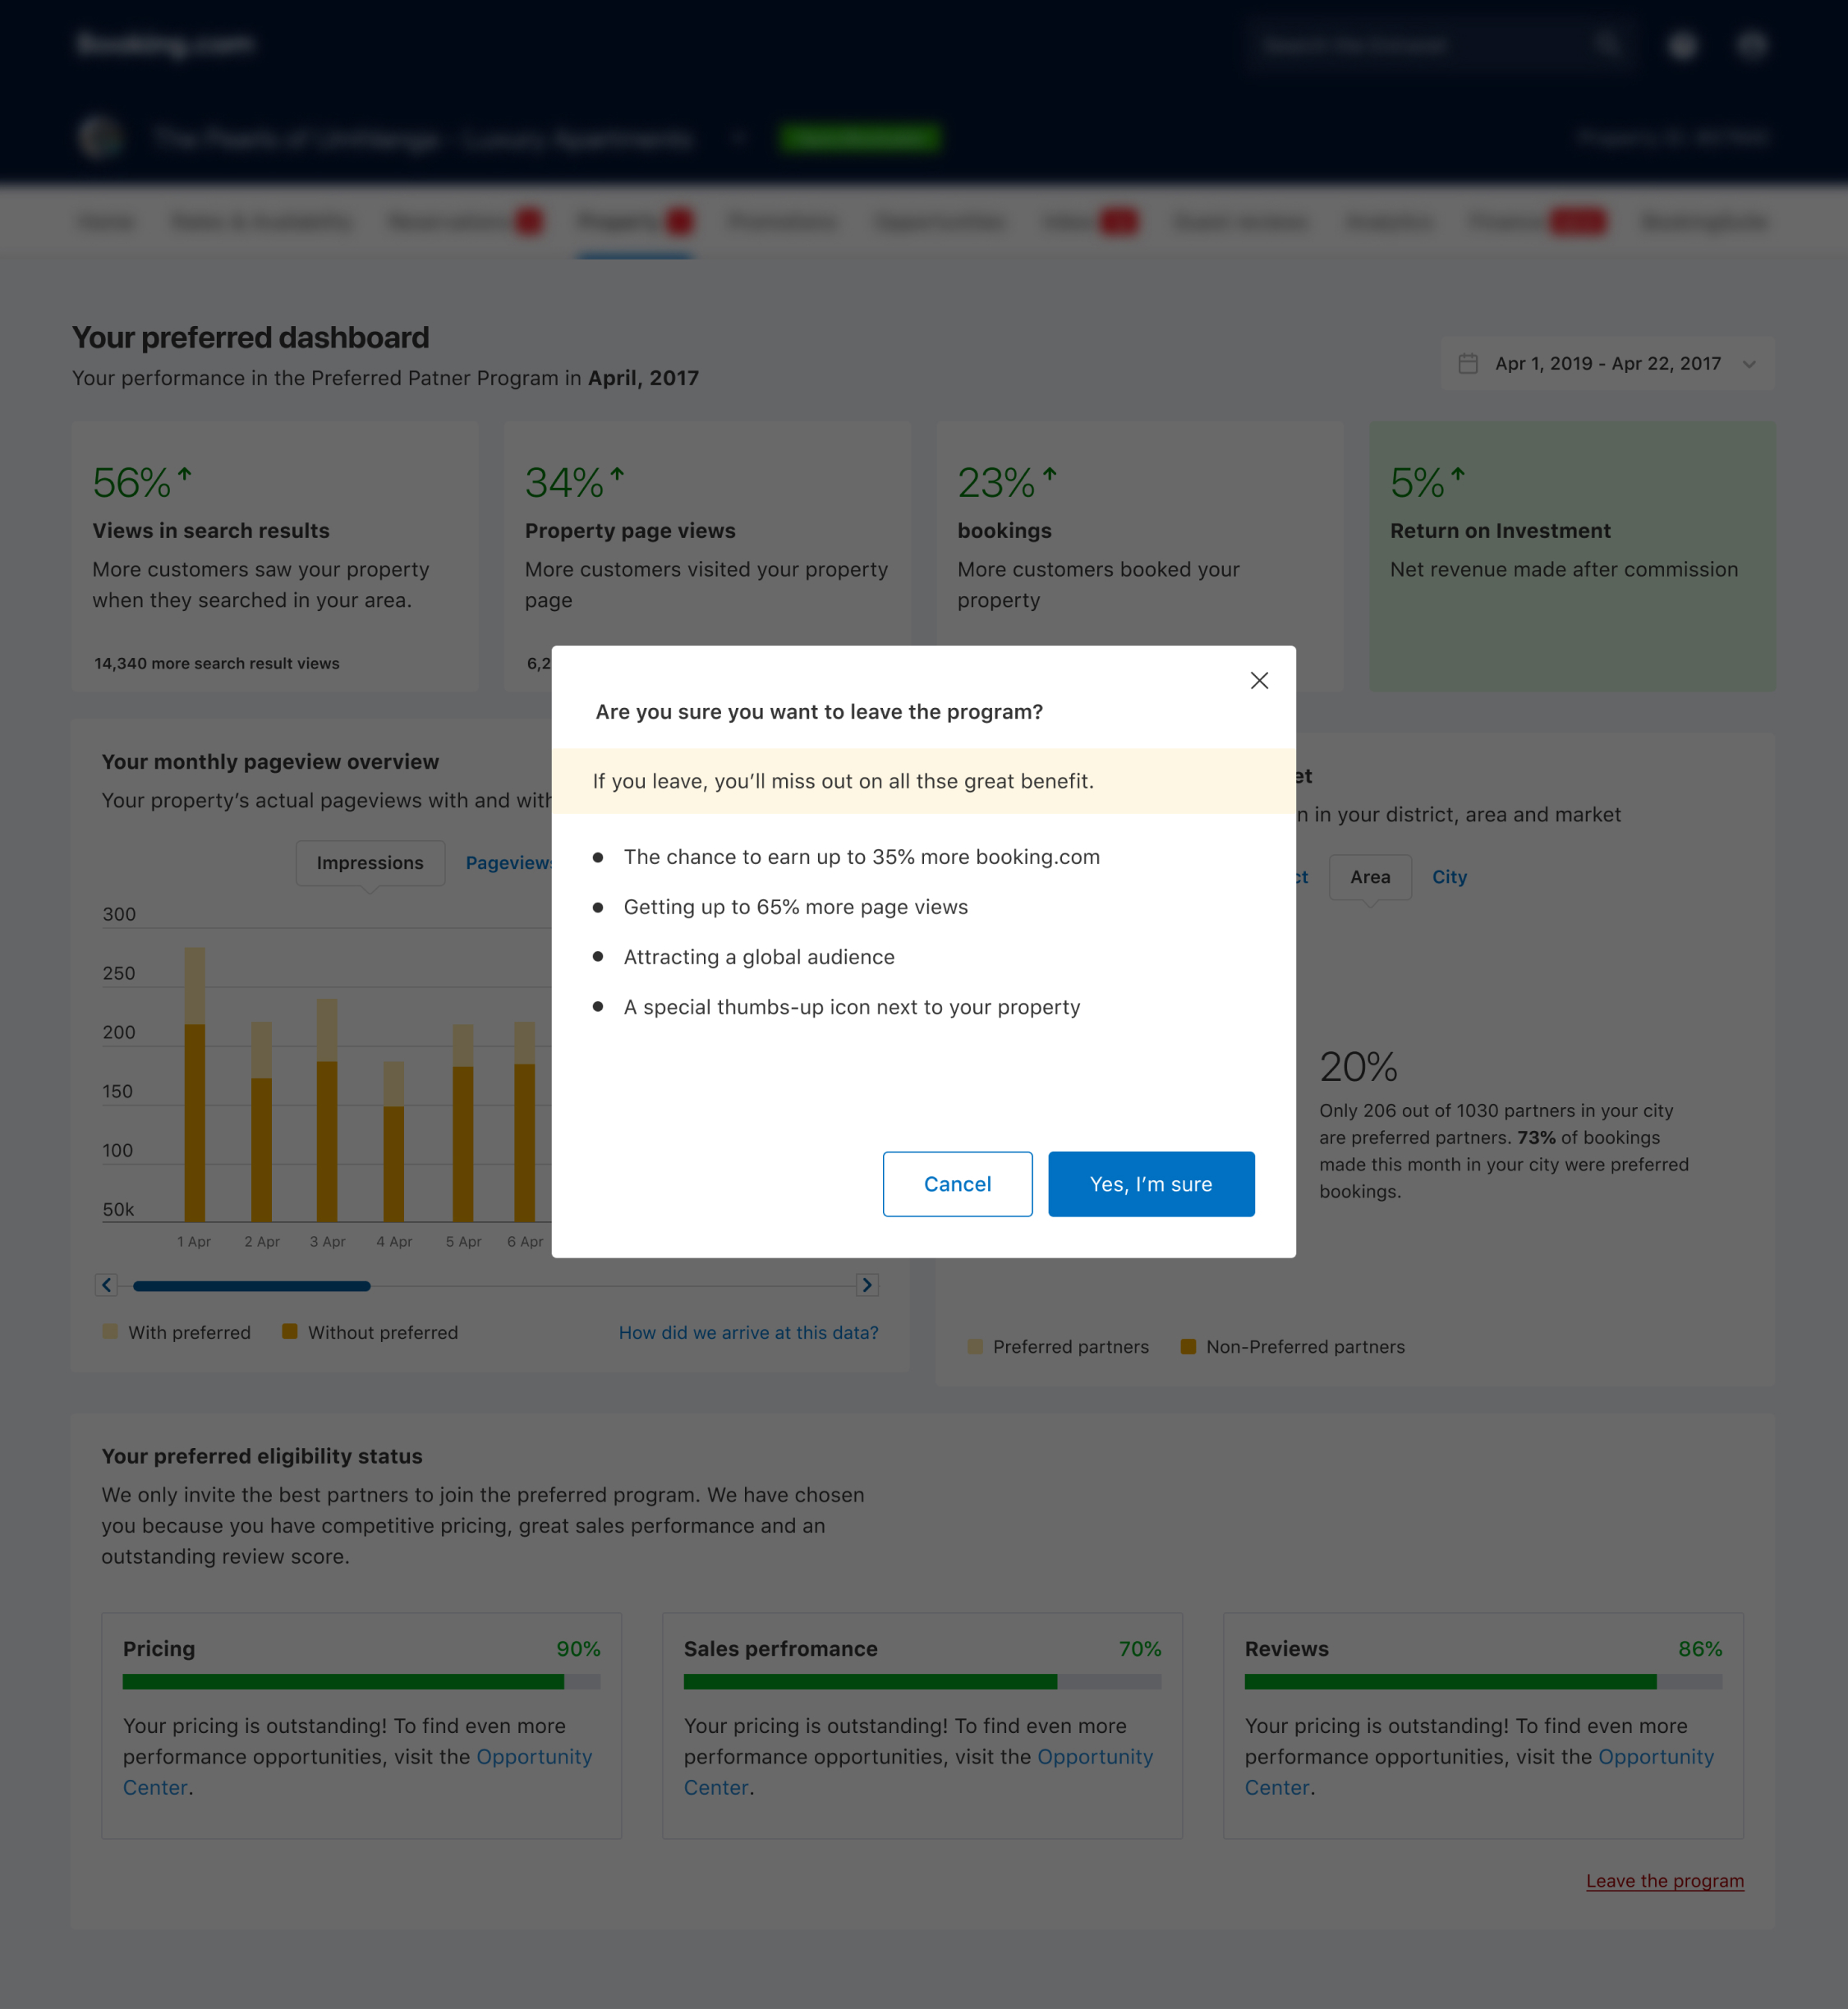 Booking.com
Your preferred dashboard
Your performance in the Preferred Patner Program in April, 2017
Apr 1, 2019 - Apr 22, 2017
56%
Views in search results
More customers saw your property
when they searched in your area.
14,340 more search result views
34%
Property page views
More customers visited your property
page
6,2
23%
bookings
More customers booked your
property
5%
Return on Investment
Net revenue made after commission
Are you sure you want to leave the program?
If you leave, you’ll miss out on all thse great benefit.
The chance to earn up to 35% more booking.com
Getting up to 65% more page views
Attracting a global audience
A special thumbs-up icon next to your property
Cancel
Yes, I’m sure
Your monthly pageview overview
Your property’s actual pageviews with and with
Impressions
Pageviews
300
250
200
150
100
50k
1 Apr
2 Apr
3 Apr
4 Apr
5 Apr
6 Apr
With preferred
Without preferred
How did we arrive at this data?
et
n in your district, area and market
ct
Area
City
20%
Only 206 out of 1030 partners in your city
are preferred partners. 73% of bookings
made this month in your city were preferred
bookings.
Preferred partners
Non-Preferred partners
Your preferred eligibility status
We only invite the best partners to join the preferred program. We have chosen
you because you have competitive pricing, great sales performance and an
outstanding review score.
Pricing
90%
Your pricing is outstanding! To find even more
performance opportunities, visit the Opportunity
Center.
Sales perfromance
70%
Your pricing is outstanding! To find even more
performance opportunities, visit the Opportunity
Center.
Reviews
86%
Your pricing is outstanding! To find even more
performance opportunities, visit the Opportunity
Center.
Leave the program